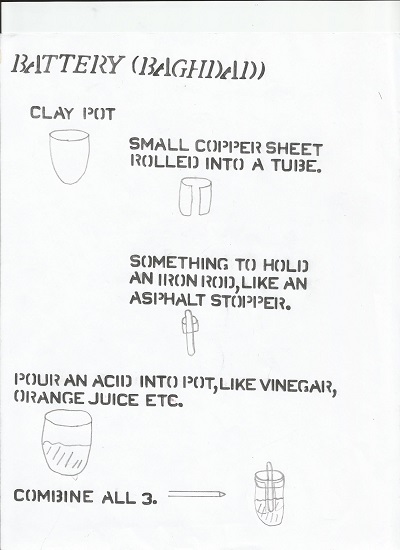 BATTERY (BAGHDAD)
CLAY POT
SMALL COPPER SHEET
ROLLED INTO A TUBE.
SOMETHING TO HOLD
AN IRON ROD, LIKE AN
ASPHALT STOPPER.
POUR AN ACID INTO POT, LIKE VINEGAR,
ORANGE JUICE ETC.
COMBINE ALL 3.